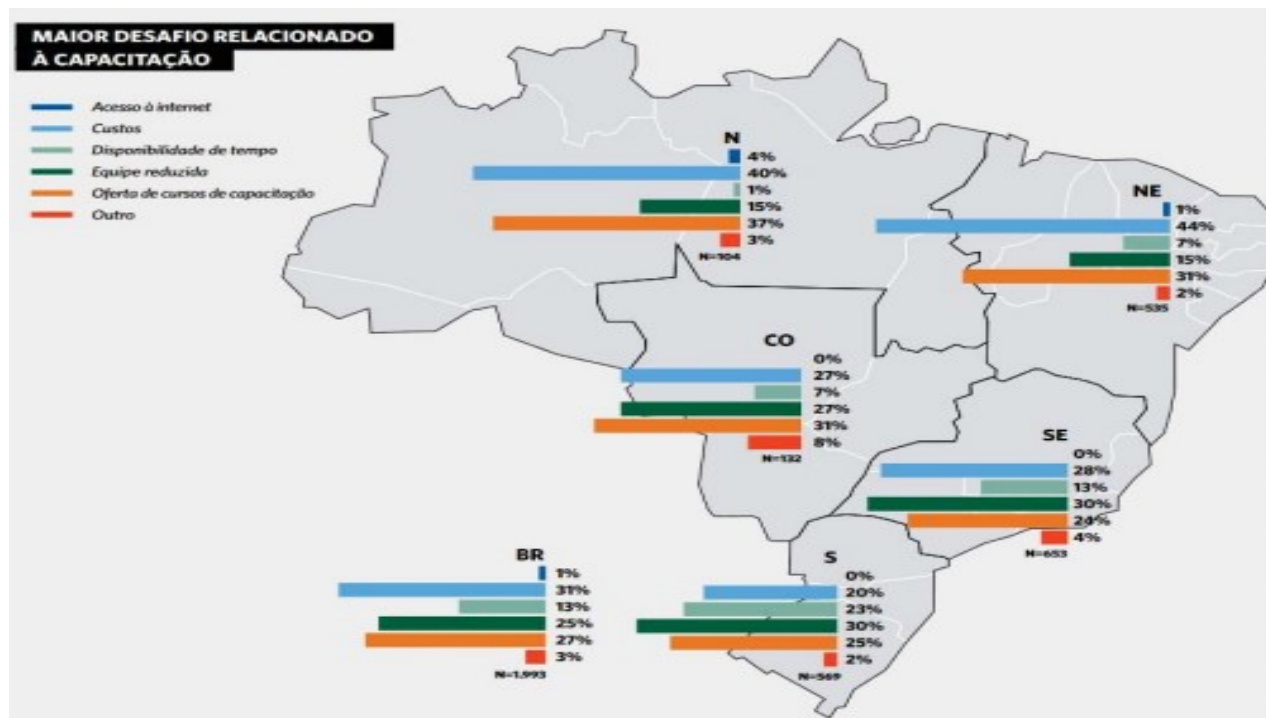 MAIOR DESAFIO RELACIONADO
À CAPACITAÇÃO
Acesso à internet
Custos
Disponibilidade de tempo
Equipe reduzida
Oferta de cursos de capacitação
Outro
N
4%
40%
1%
15%
37%
3%
N=104
NE
1%
44%
7%
15%
31%
2%
N=535
CO
0%
27%
7%
27%
31%
8%
N=132
SE
0%
28%
13%
30%
24%
4%
N=653
BR
1%
31%
13%
25%
27%
3%
N=1.993
S
0%
20%
23%
30%
25%
2%
N=569